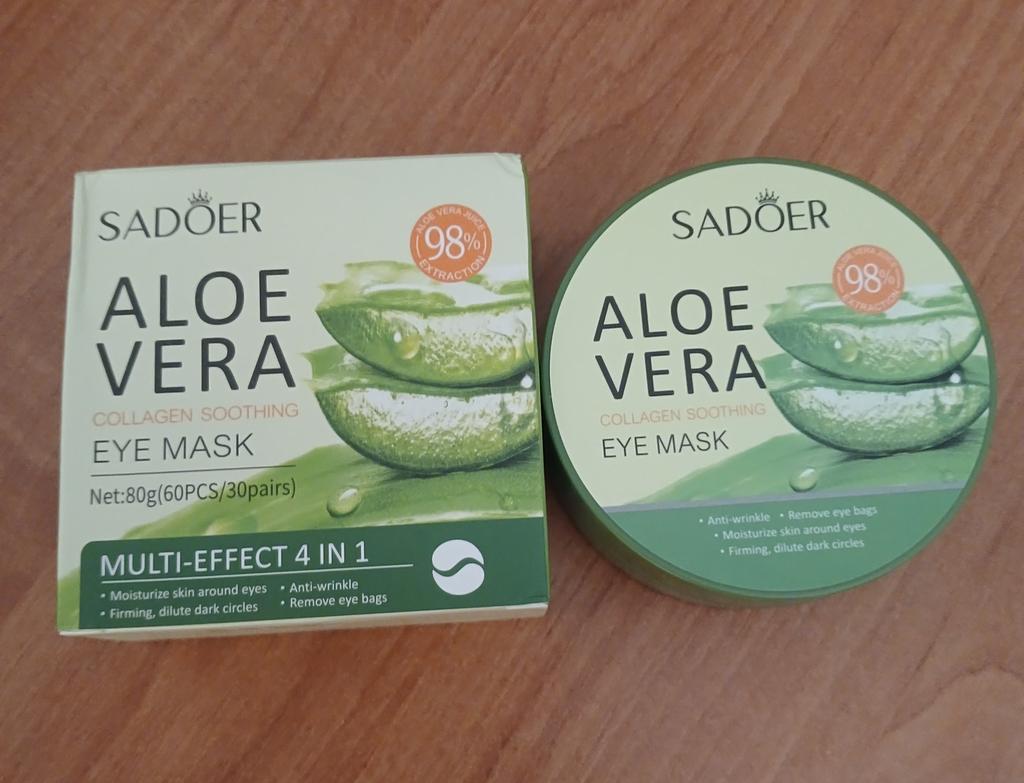 SADOER
ALOE VERA JUICE
98%
EXTRACTION
ALOE
VERA
COLLAGEN SOOTHING
EYE MASK
Net:80g(60PCS/30pairs)
MULTI-EFFECT 4 IN 1
• Moisturize skin around eyes • Anti-wrinkle
• Firming, dilute dark circles • Remove eye bags
SADOER
ALOE VERA JUICE
98%
EXTRACTION
ALOE
VERA
COLLAGEN SOOTHING
EYE MASK
• Anti-wrinkle • Remove eye bags
• Moisturize skin around eyes
• Firming, dilute dark circles